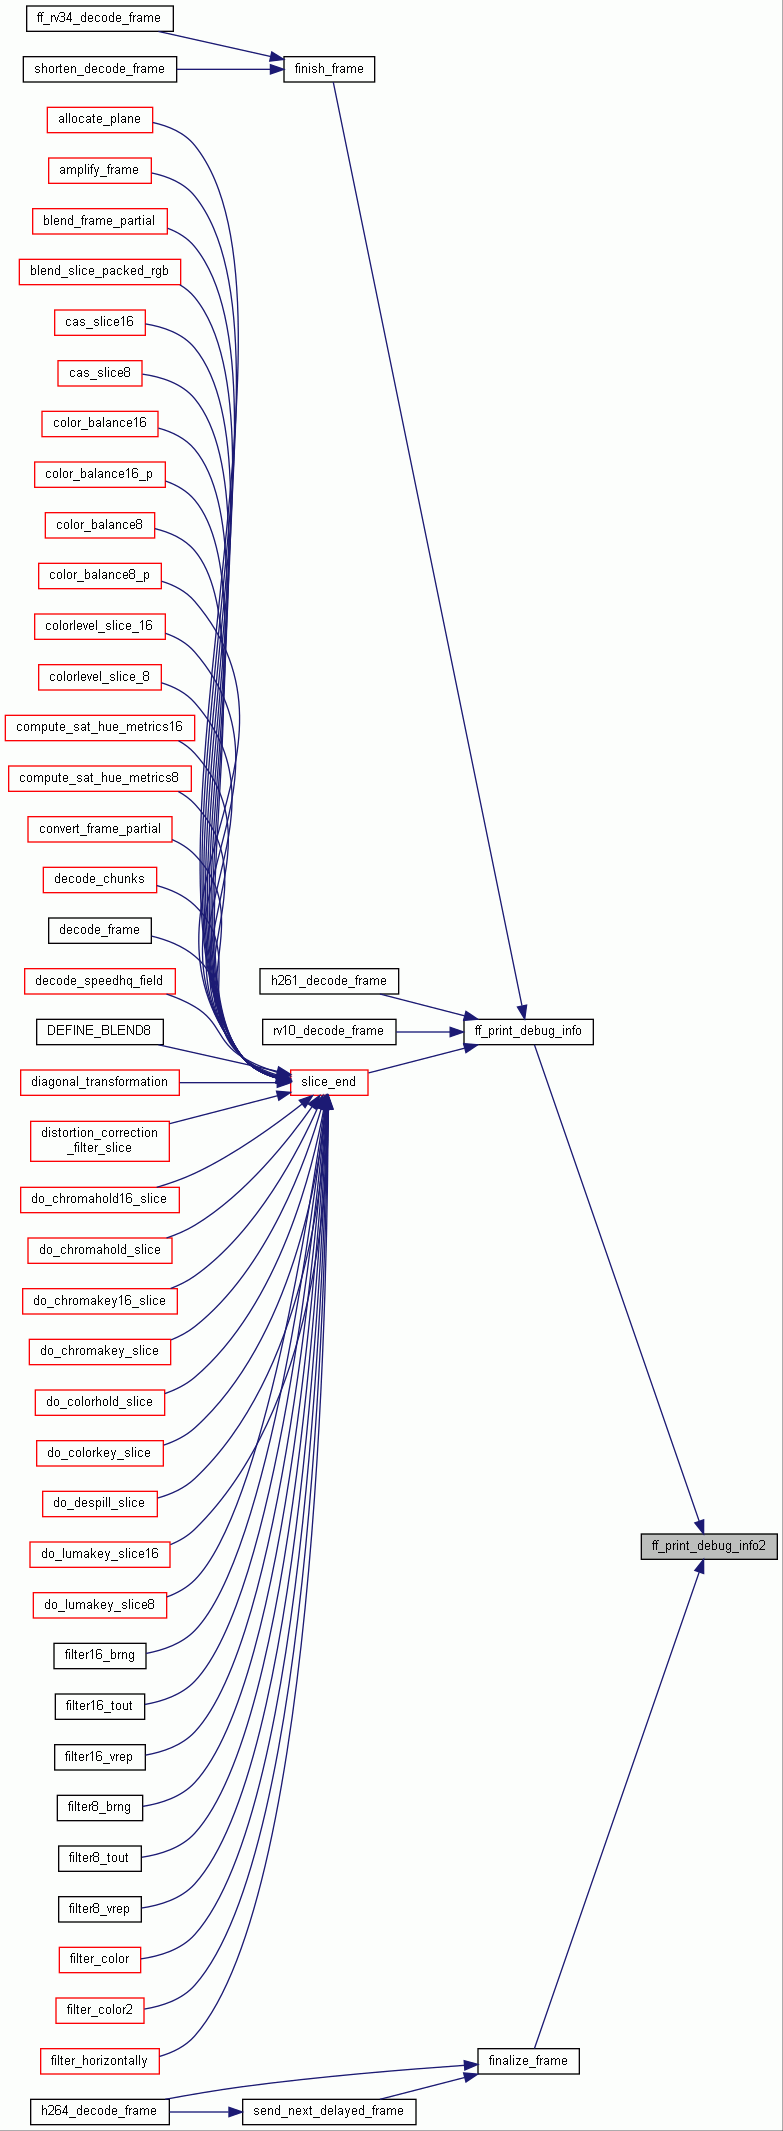 ff_rv34_decode_frame
shorten_decode_frame
finish_frame
allocate_plane
amplify_frame
blend_frame_partial
blend_slice_packed_rgb
cas_slice16
cas_slice8
color_balance16
color_balance16_p
color_balance8
color_balance8_p
colorlevel_slice_16
colorlevel_slice_8
compute_sat_hue_metrics16
compute_sat_hue_metrics8
convert_frame_partial
decode_chunks
decode_frame
decode_speedhq_field
h261_decode_frame
DEFINE_BLEND8
rv10_decode_frame
ff_print_debug_info
diagonal_transformation
slice_end
distortion_correction
_filter_slice
do_chromahold16_slice
do_chromahold_slice
do_chromakey16_slice
do_chromakey_slice
do_colorhold_slice
do_colorkey_slice
do_despill_slice
ff_print_debug_info2
do_lumakey_slice16
do_lumakey_slice8
filter16_brng
filter16_tout
filter16_vrep
filter8_brng
filter8_tout
filter8_vrep
filter_color
filter_color2
filter_horizontally
finalize_frame
h264_decode_frame
send_next_delayed_frame